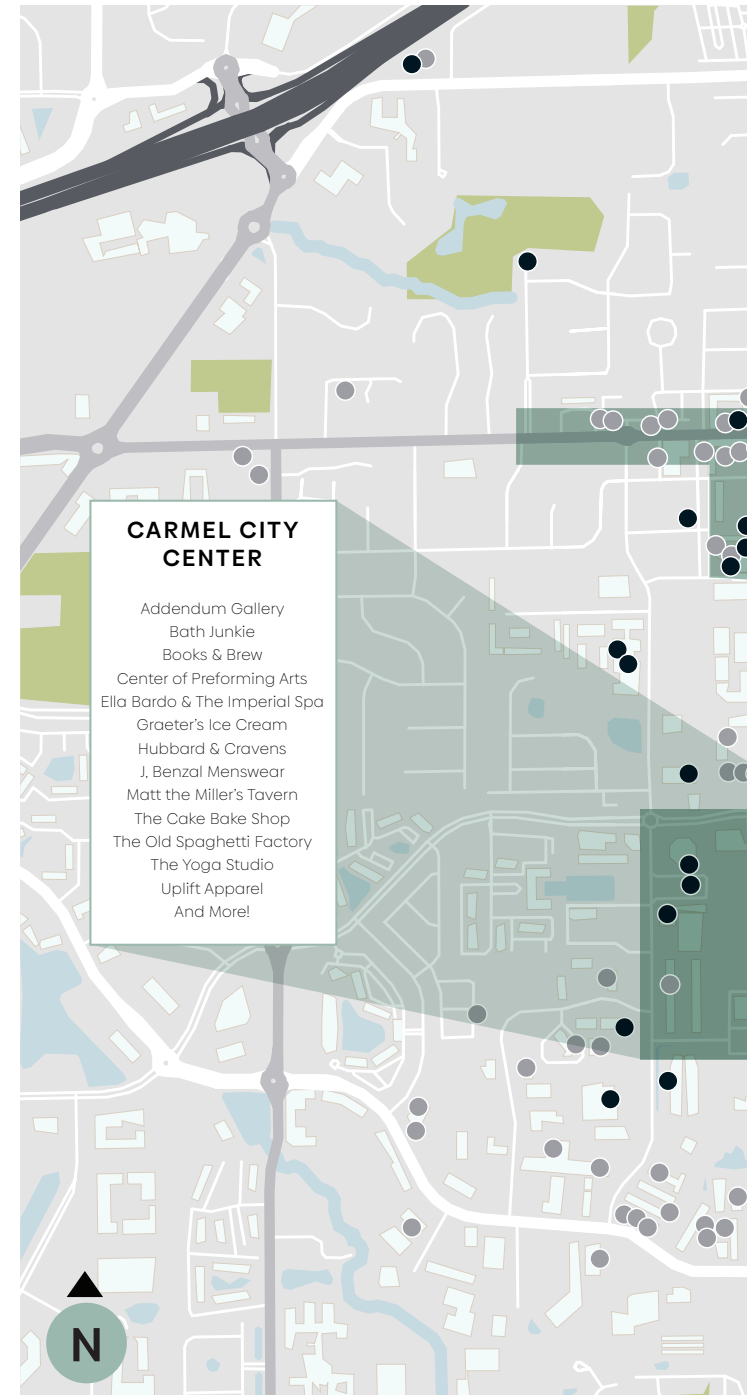 CARMEL CITY
CENTER
Addendum Gallery
Bath Junkie
Books & Brew
Center of Preforming Arts
Ella Bardo & The Imperial Spa
Graeter’s Ice Cream
Hubbard & Cravens
J, Benzal Menswear
Matt the Miller’s Tavern
The Cake Bake Shop
The Old Spaghetti Factory
The Yoga Studio
Uplift Apparel
And More!
N